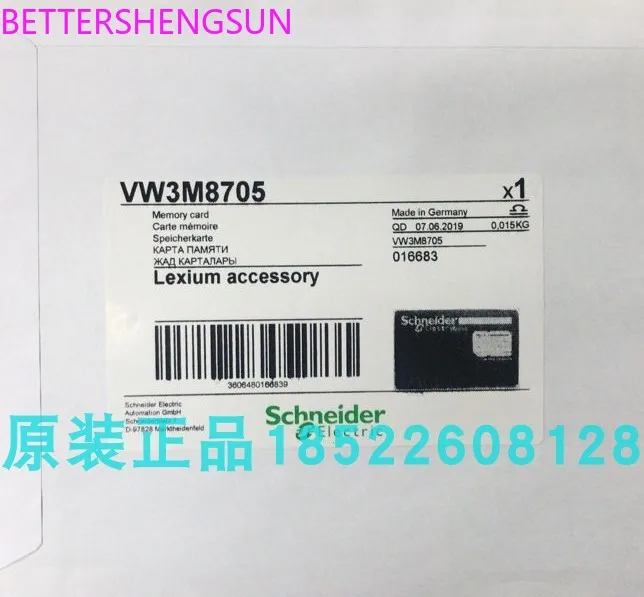 BETTERSHENGSUN
VW3M8705
x1
Memory card
Carte mémoire
Speicherkarte
КАРТА ПАМЯТИ
ЖАД КАРТАЛАРЫ
Made in Germany
QD 07.06.2019 0,015KG
VW3M8705
016683
Lexium accessory
Schneider
Electric
3606480166839
Schneider Electric
Automation GmbH
D-97828 Marktheidenfeld
Schneider
Electric
原装正品18522608128